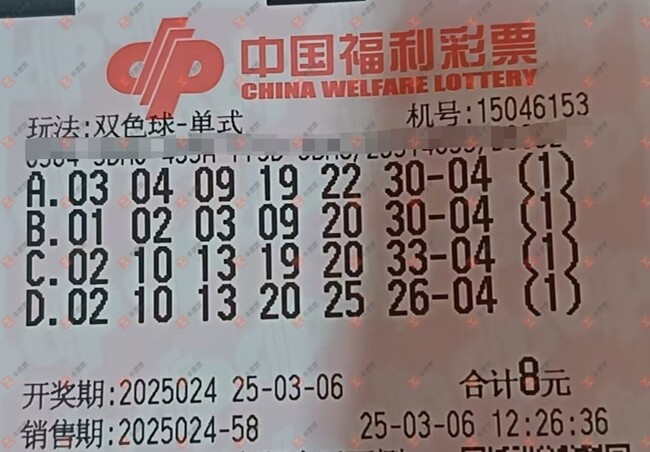 中国福利彩票
CHINA WELFARE LOTTERY
玩法:双色球-单式 机号:15046153
A.03 04 09 19 22 30-04 (1)
B.01 02 03 09 20 30-04 (1)
C.02 10 13 19 20 33-04 (1)
D.02 10 13 20 25 26-04 (1)
开奖期:2025024 25-03-06 合计8元
销售期:2025024-58 25-03-06 12:26:36